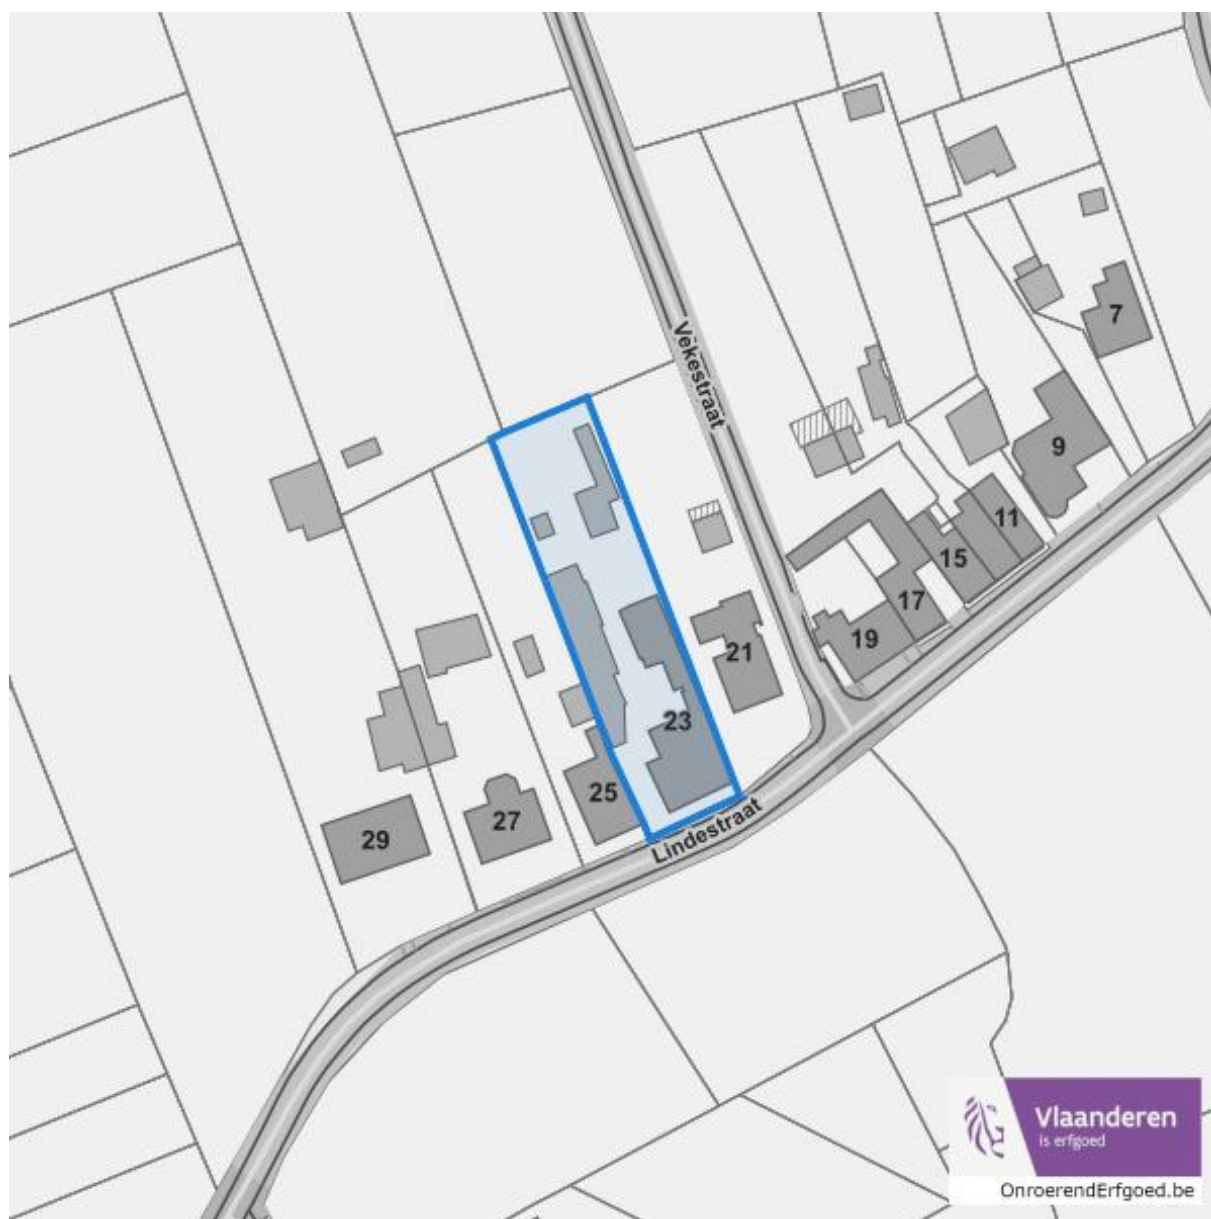 Vekestraat
7
9
11
15
17
19
21
23
25
27
29
Lindestraat
Vlaanderen
is erfgoed
OnroerendErfgoed.be